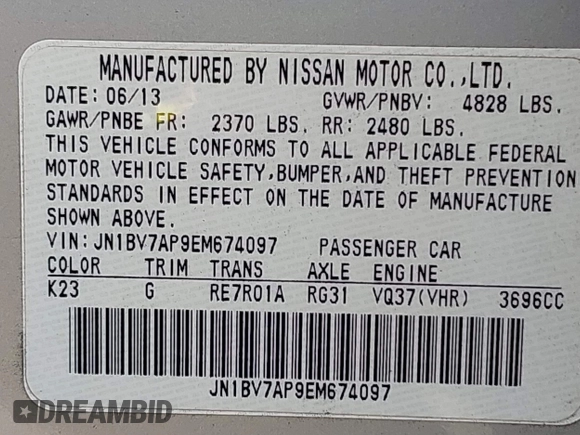 MANUFACTURED BY NISSAN MOTOR CO.,LTD.
DATE: 06/13 GVWR/PNBV: 4828 LBS.
GAWR/PNBE FR: 2370 LBS. RR: 2480 LBS.
THIS VEHICLE CONFORMS TO ALL APPLICABLE FEDERAL
MOTOR VEHICLE SAFETY,BUMPER,AND THEFT PREVENTION
STANDARDS IN EFFECT ON THE DATE OF MANUFACTURE
SHOWN ABOVE.
VIN:JN1BV7AP9EM674097 PASSENGER CAR
COLOR TRIM TRANS AXLE ENGINE
K23 G RE7R01A RG31 VQ37(VHR) 3696CC
JN1BV7AP9EM674097
DREAMBID